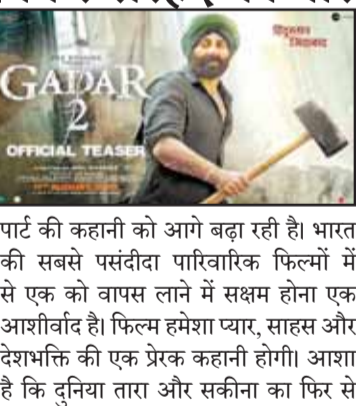 GADAR
2
OFFICIAL TEASER
हिंदुस्तान
जिंदाबाद
पार्ट की कहानी को आगे बढ़ा रही है। भारत
की सबसे पसंदीदा पारिवारिक फिल्मों में
से एक को वापस लाने में सक्षम होना एक
आशीर्वाद है। फिल्म हमेशा प्यार, साहस और
देशभक्ति की एक प्रेरक कहानी होगी। आशा
है कि दुनिया तारा और सकीना का फिर से